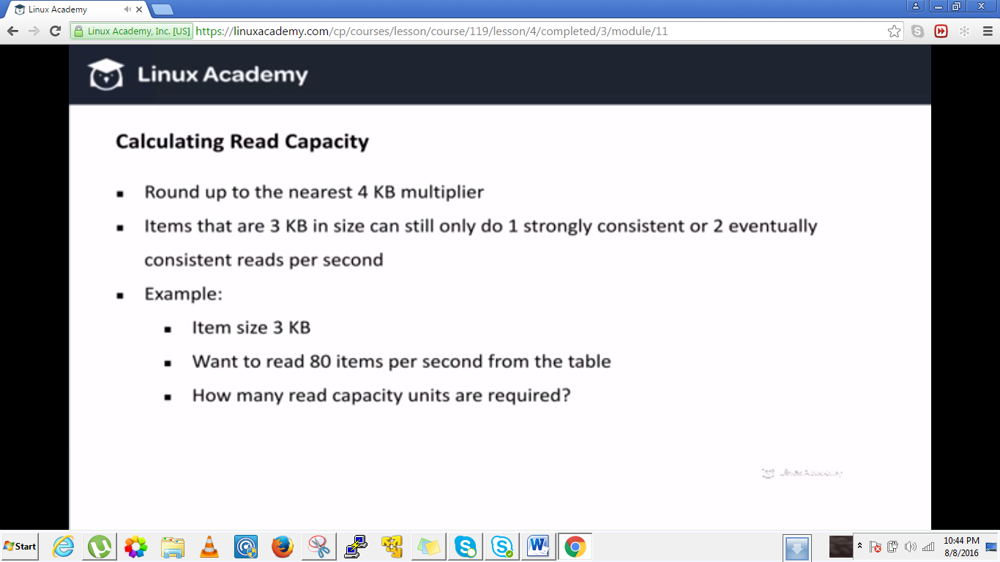 Linux Academy
Linux Academy, Inc. [US] https://linuxacademy.com/cp/courses/lesson/course/119/lesson/4/completed/3/module/11
Linux Academy
Calculating Read Capacity
▪ Round up to the nearest 4 KB multiplier
▪ Items that are 3 KB in size can still only do 1 strongly consistent or 2 eventually
consistent reads per second
▪ Example:
▪ Item size 3 KB
▪ Want to read 80 items per second from the table
▪ How many read capacity units are required?
Linux Academy
Start
10:44 PM
8/8/2016